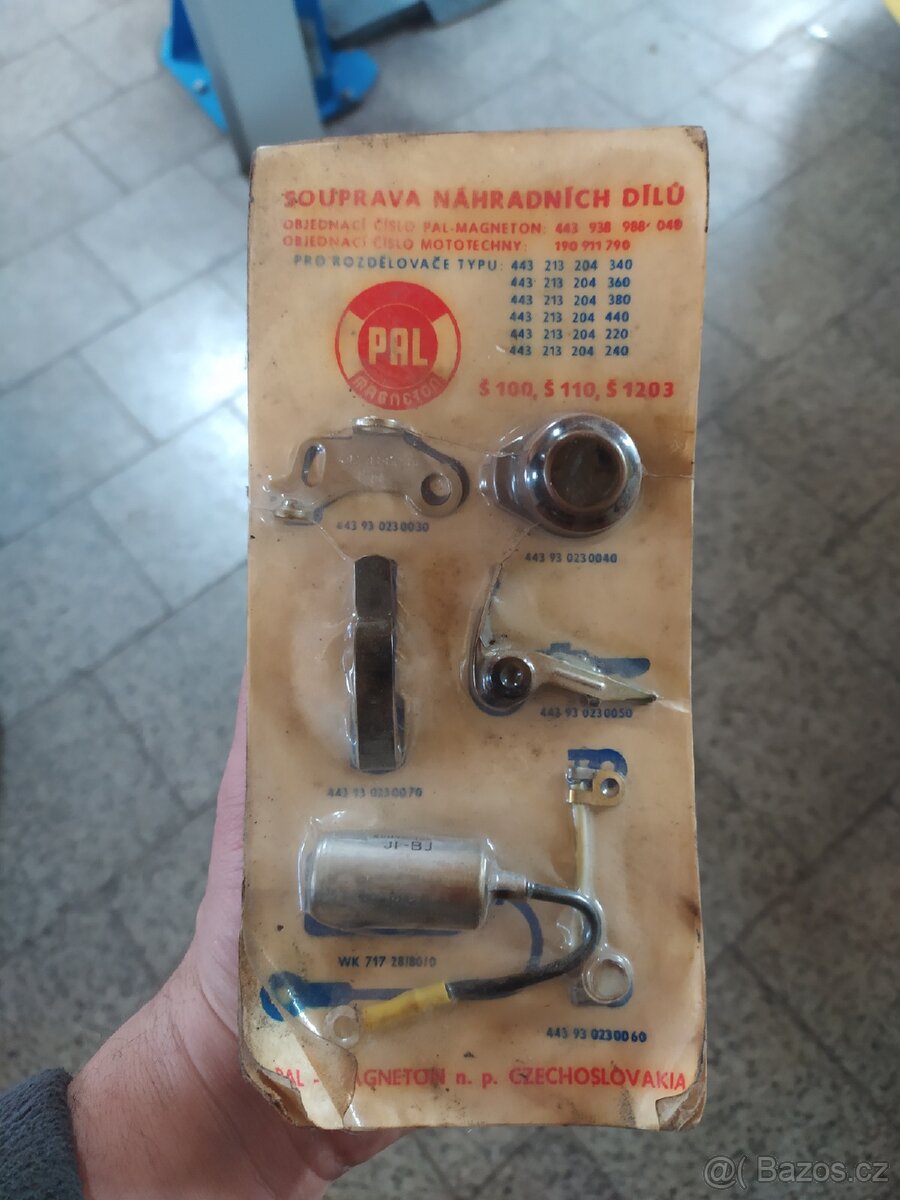 SOUPRAVA NÁHRADNÍCH DÍLŮ
OBJEDNACÍ ČÍSLO PAL-MAGNETON: 443 938 988 040
OBJEDNACÍ ČÍSLO MOTOTECHNY: 190 911 790
PRO ROZDĚLOVAČE TYPU: 443 213 204 340
443 213 204 360
443 213 204 380
443 213 204 440
443 213 204 220
443 213 204 240
PAL
MAGNETON
Š 100, Š 110, Š 1203
443 93 0230030
443 93 0230040
443 93 0230050
443 93 0230070
JI-BJ
WK 717 28/80/0
443 93 0230060
PAL - MAGNETON n. p. CZECHOSLOVAKIA
@( Bazos.cz